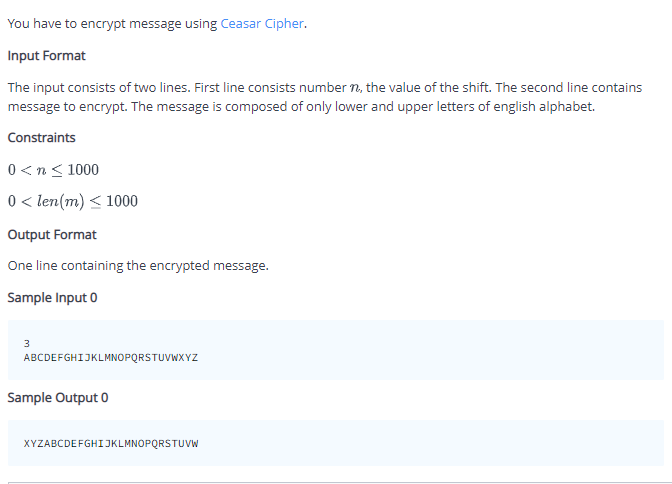 You have to encrypt message using Ceasar Cipher.
Input Format
The input consists of two lines. First line consists number n, the value of the shift. The second line contains
message to encrypt. The message is composed of only lower and upper letters of english alphabet.
Constraints
0 < n ≤ 1000
0 < len(m) ≤ 1000
Output Format
One line containing the encrypted message.
Sample Input 0
3
ABCDEFGHIJKLMNOPQRSTUVWXYZ
Sample Output 0
XYZABCDEFGHIJKLMNOPQRSTUVW